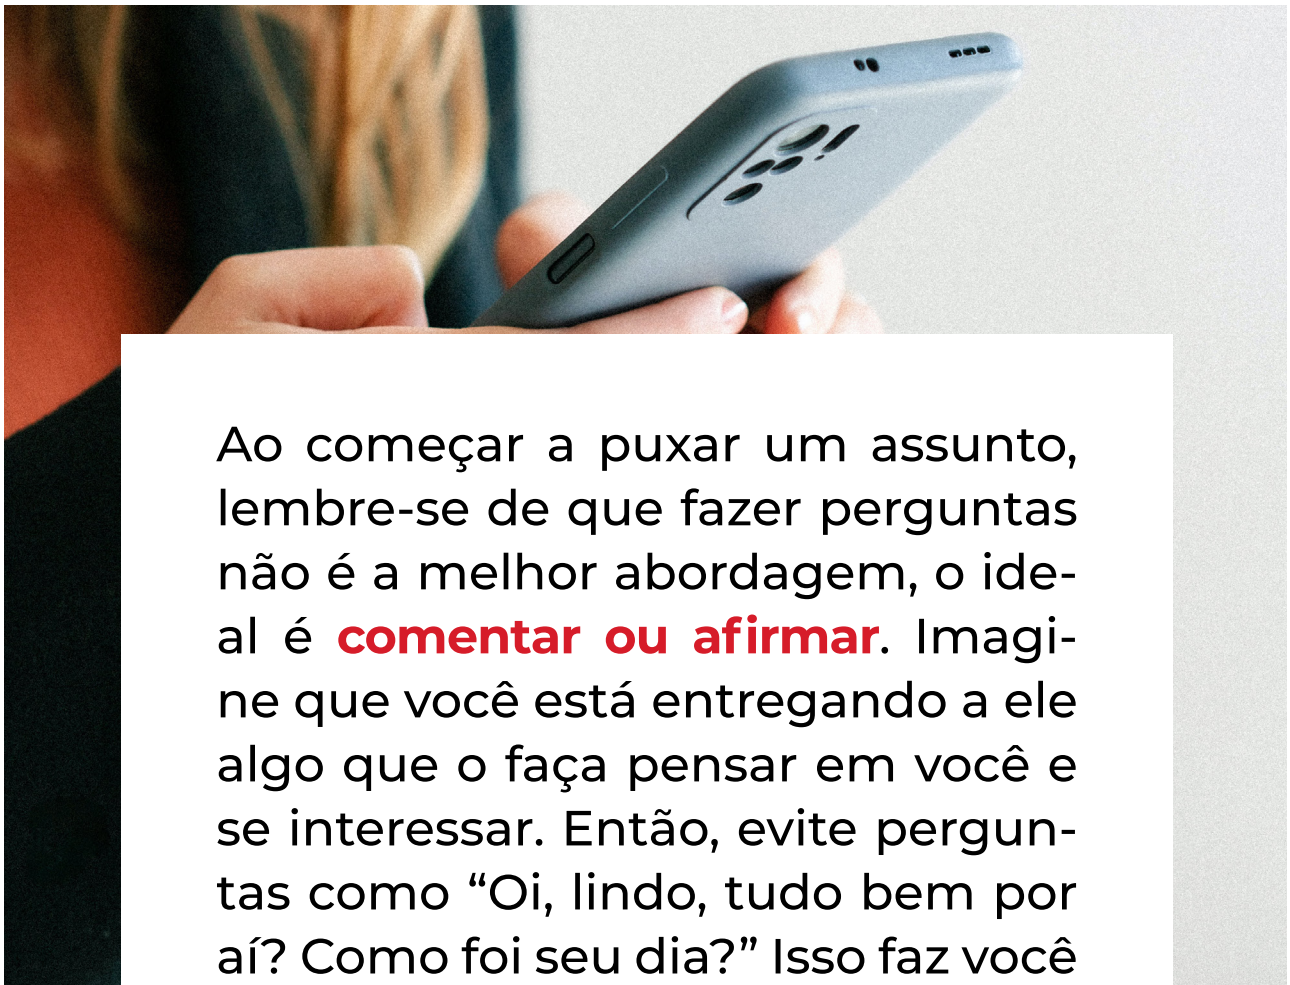 Ao começar a puxar um assunto,
lembre-se de que fazer perguntas
não é a melhor abordagem, o ide-
al é comentar ou afirmar. Imagi-
ne que você está entregando a ele
algo que o faça pensar em você e
se interessar. Então, evite pergun-
tas como “Oi, lindo, tudo bem por
aí? Como foi seu dia?” Isso faz você